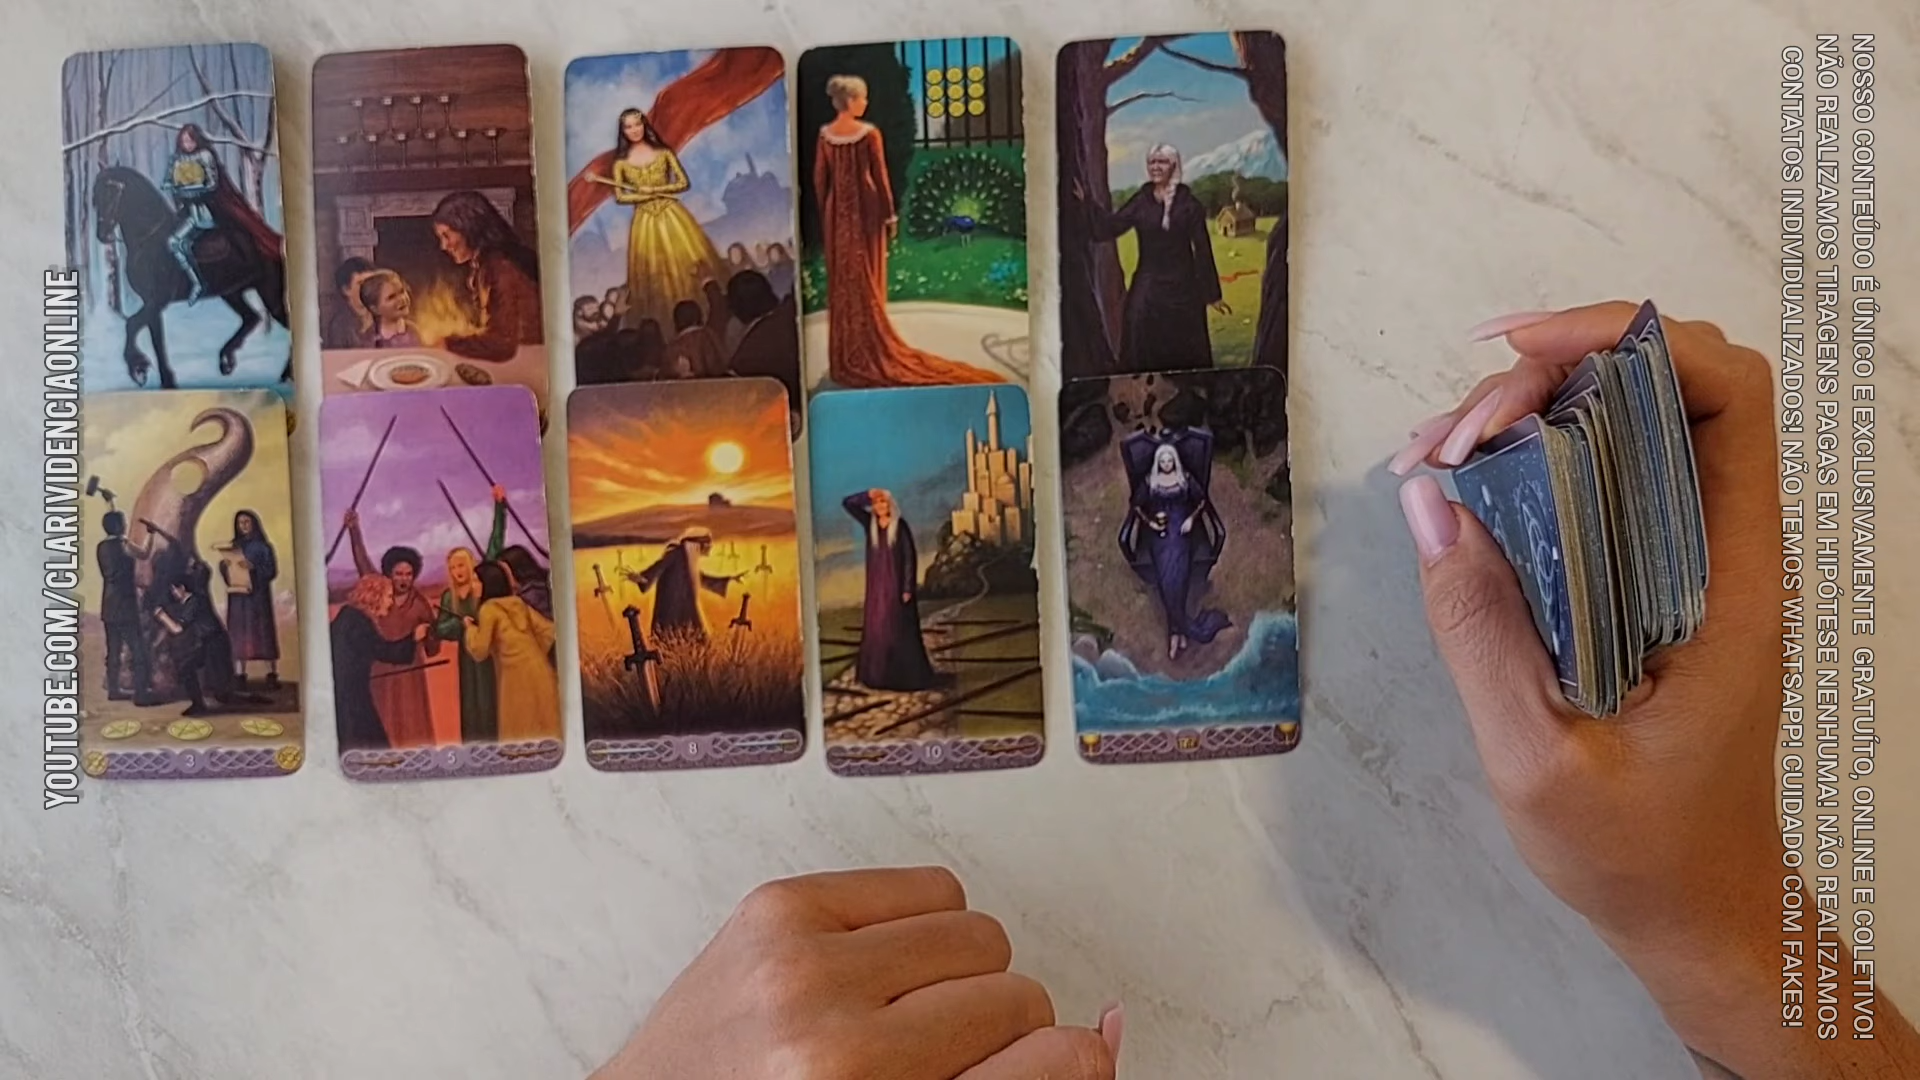 YOUTUBE.COM/CLARIVIDENCIAONLINE
NOSSO CONTEÚDO É ÚNICO E EXCLUSIVAMENTE GRATUÍTO, ONLINE E COLETIVO!
NÃO REALIZAMOS TIRAGENS PAGAS EM HIPÓTESE NENHUMA! NÃO REALIZAMOS
CONTATOS INDIVIDUALIZADOS! NÃO TEMOS WHATSAPP! CUIDADO COM FAKES!
3
5
8
10